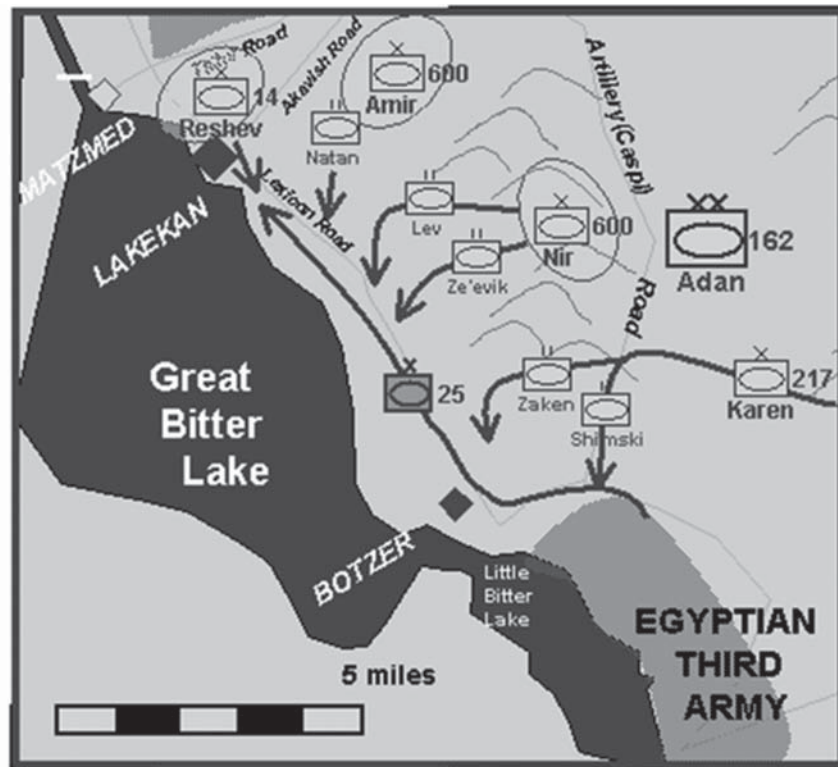 Road
Akavish Road
600
Amir
14
Reshev
Natan
Artillery (Caspi)
Road
MATZMED
LAKEKAN
Lexicon Road
Lev
600
Nir
Ze'evik
162
Adan
Great
Bitter
Lake
25
Zaken
Shimski
217
Karen
BOTZER
Little
Bitter
Lake
EGYPTIAN
THIRD
ARMY
5 miles